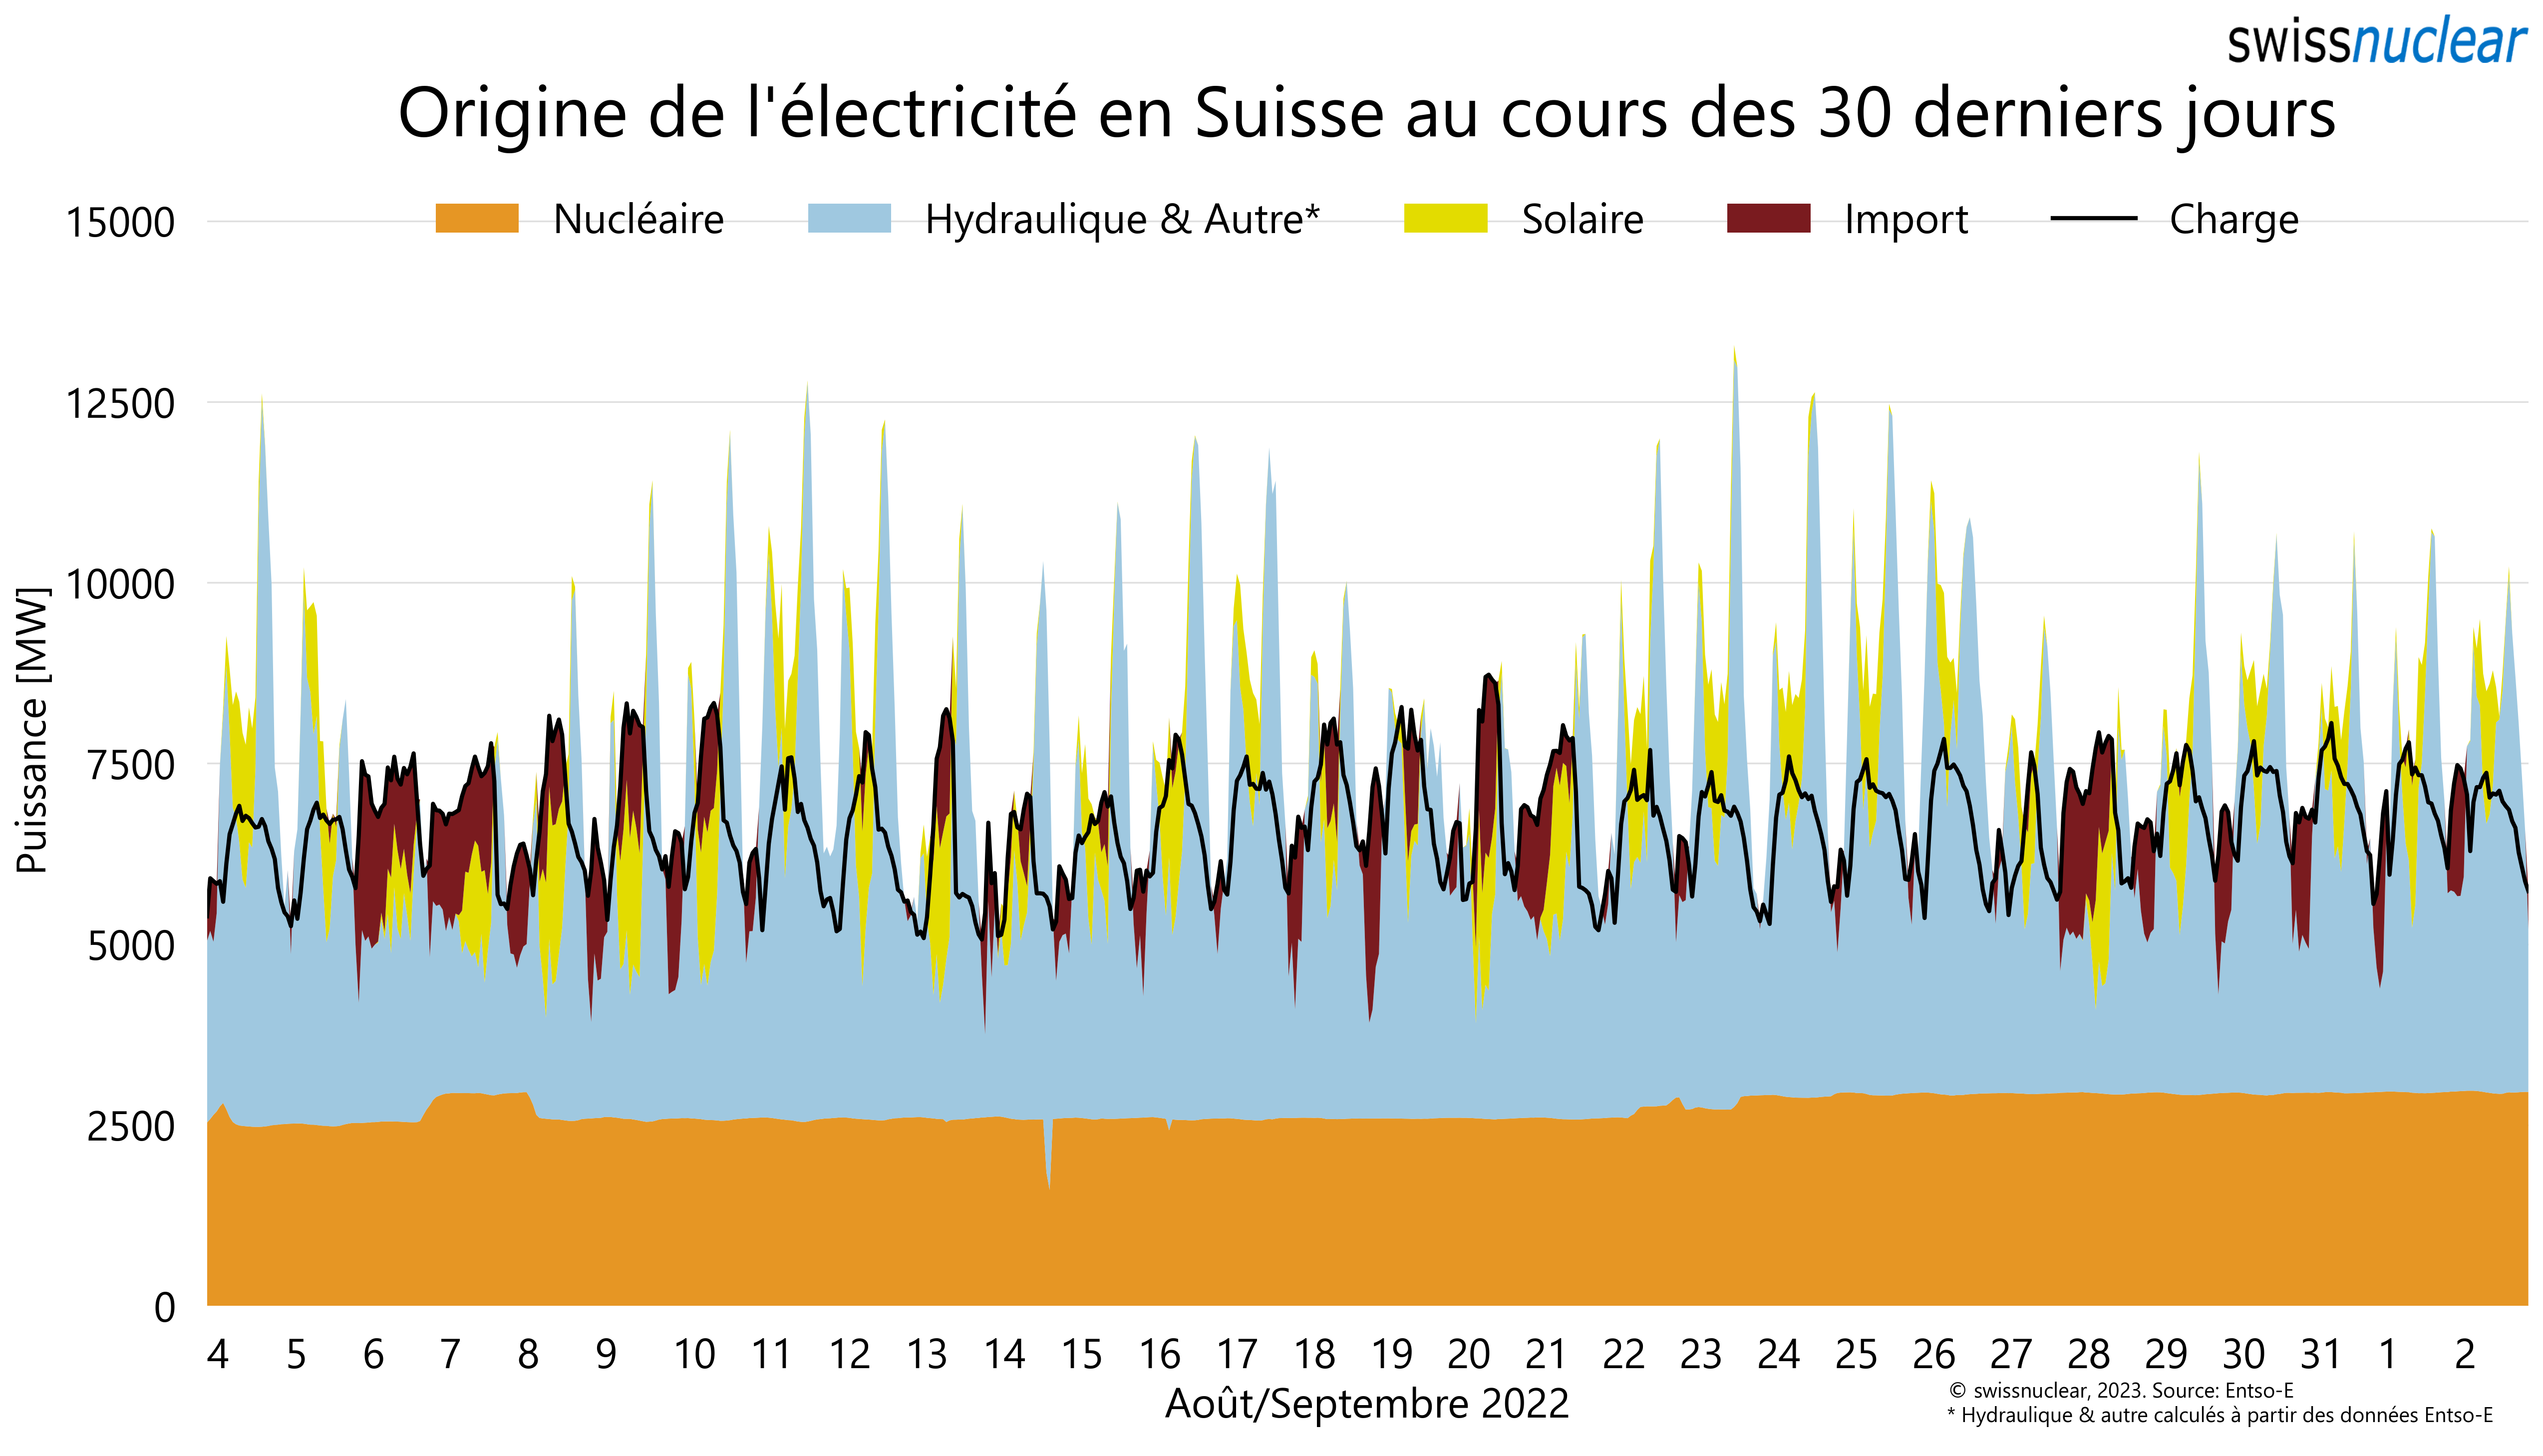 swissnuclear
Origine de l'électricité en Suisse au cours des 30 derniers jours
Nucléaire Hydraulique & Autre* Solaire Import Charge
15000
12500
10000
7500
5000
2500
0
Puissance [MW]
4 5 6 7 8 9 10 11 12 13 14 15 16 17 18 19 20 21 22 23 24 25 26 27 28 29 30 31 1 2
Août/Septembre 2022
© swissnuclear, 2023. Source: Entso-E
* Hydraulique & autre calculés à partir des données Entso-E